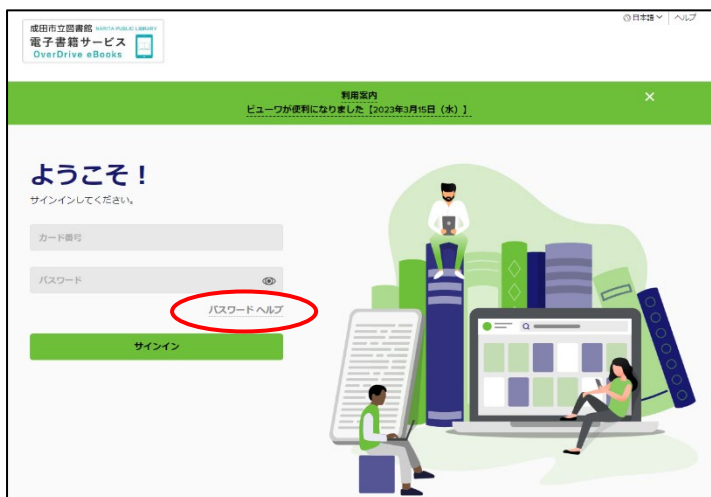 成田市立図書館 NARITA PUBLIC LIBRARY
電子書籍サービス
OverDrive eBooks
日本語
ヘルプ
利用案内
ビューワが便利になりました【2023年3月15日（水）】
ようこそ！
サインインしてください。
カード番号
パスワード
パスワード ヘルプ
サインイン